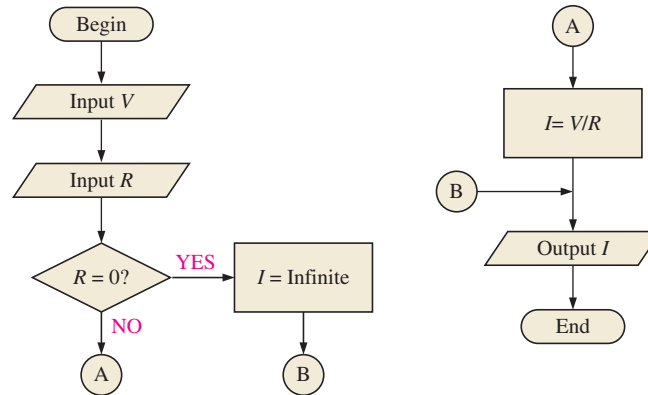 Begin
Input V
Input R
R = 0?
YES
I = Infinite
NO
A
B
A
I= V/R
B
Output I
End